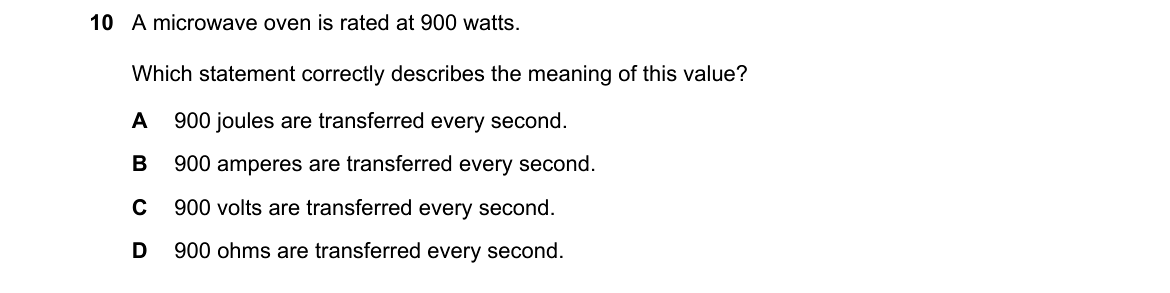 10 A microwave oven is rated at 900 watts.
Which statement correctly describes the meaning of this value?
A 900 joules are transferred every second.
B 900 amperes are transferred every second.
C 900 volts are transferred every second.
D 900 ohms are transferred every second.